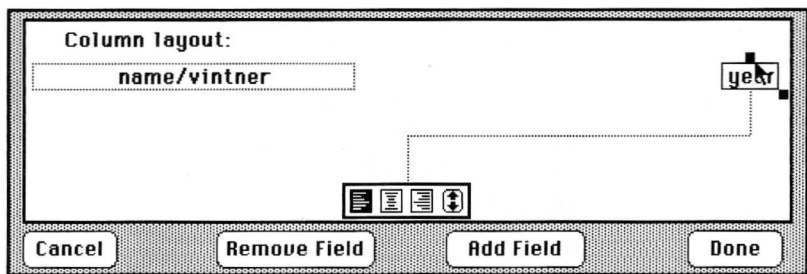 Column layout:
name/vintner
year
Cancel
Remove Field
Add Field
Done